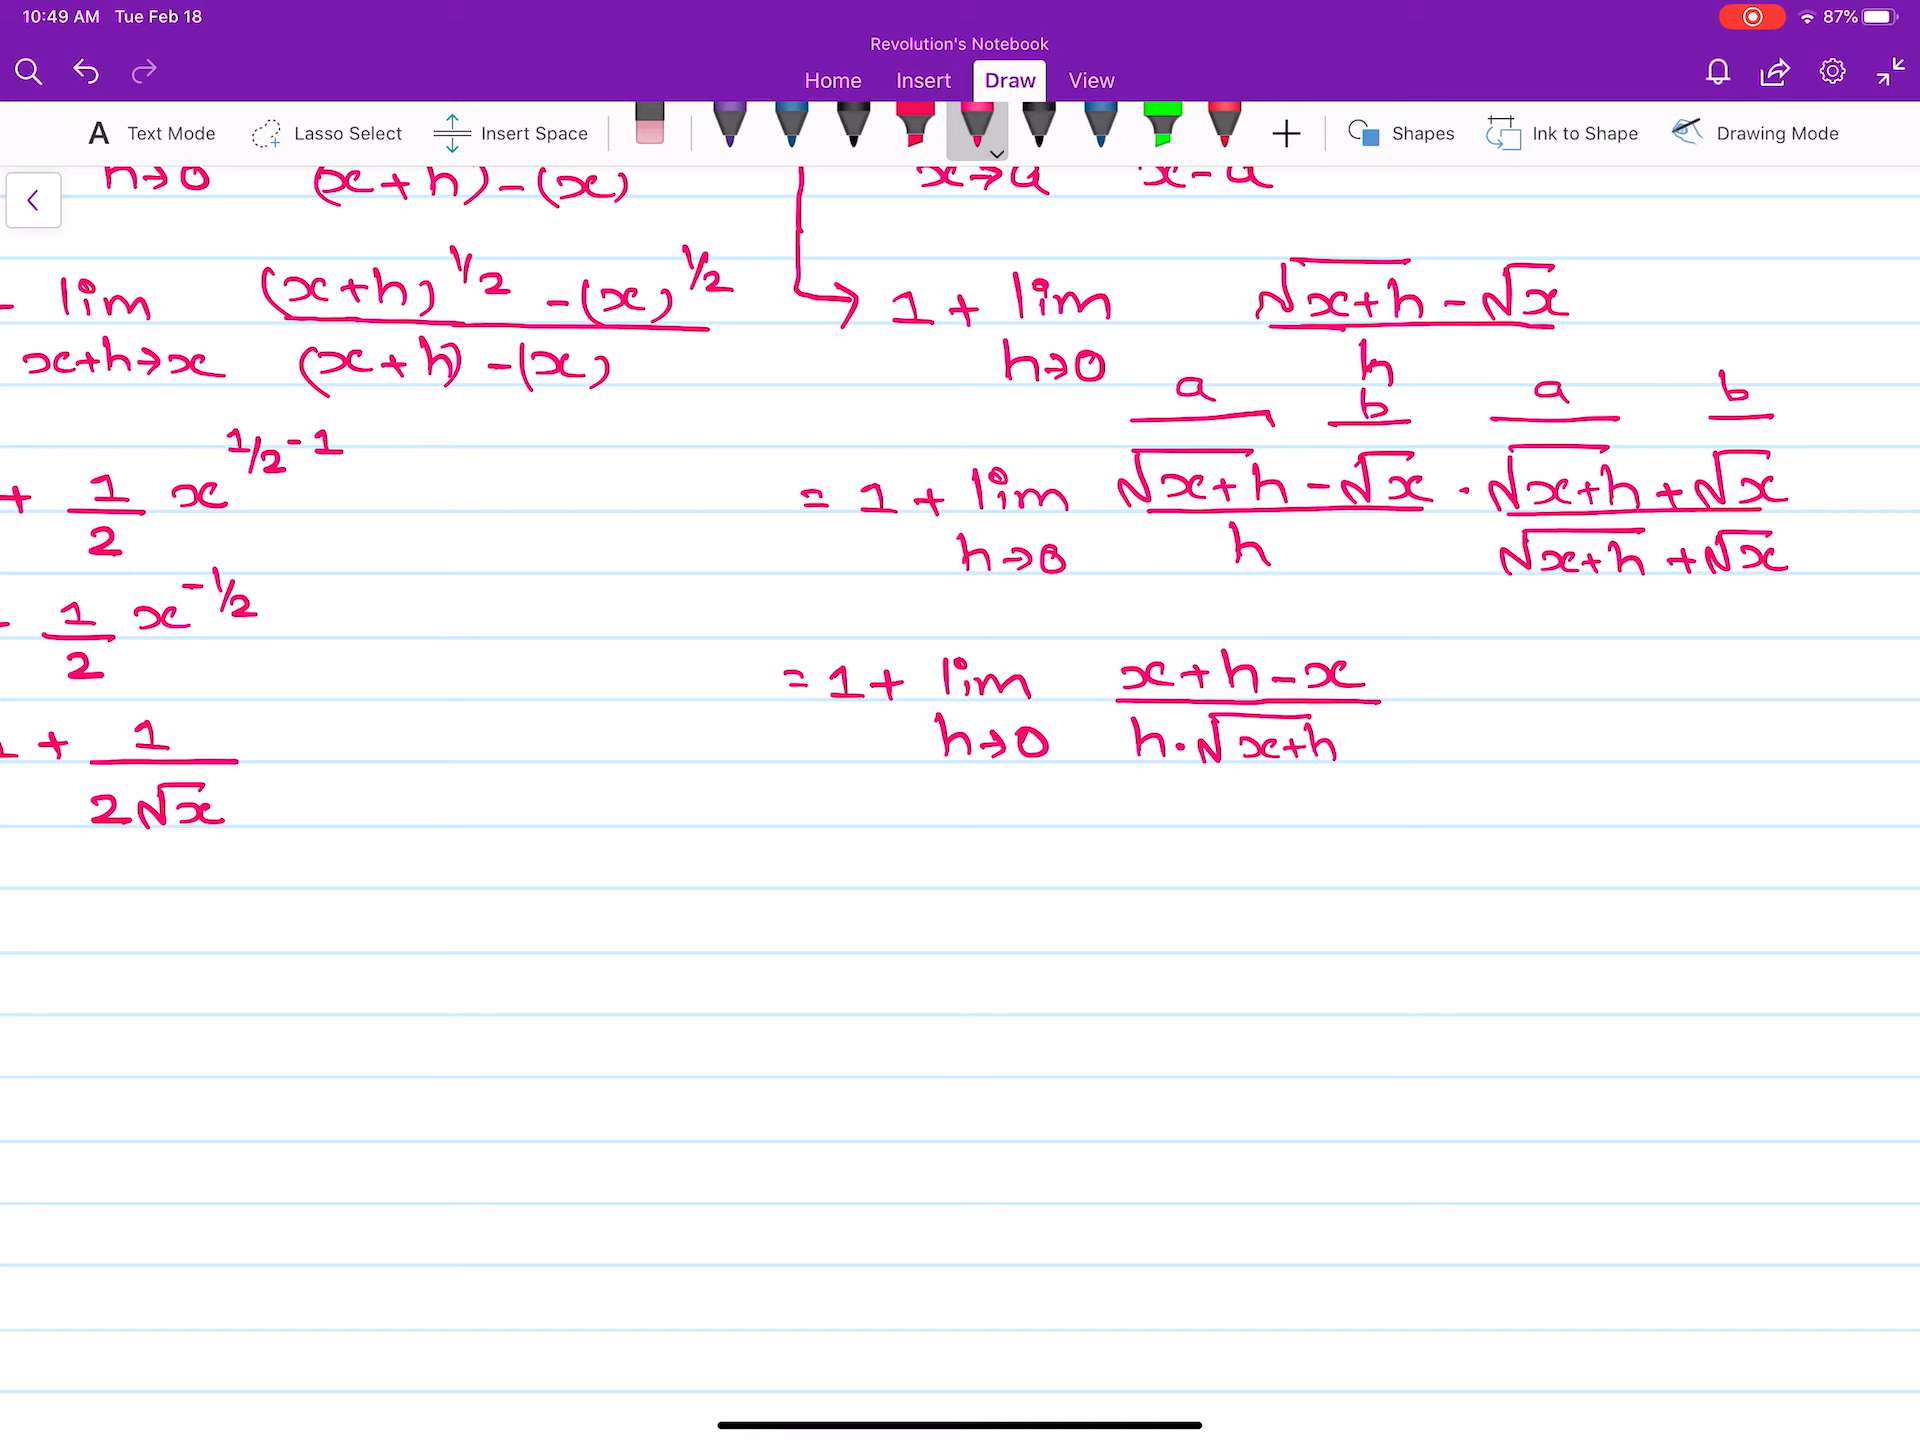 10:49 AM Tue Feb 18
87%
Revolution's Notebook
Home Insert Draw View
A Text Mode Lasso Select Insert Space Shapes Ink to Shape Drawing Mode
h→0 (x+h)-(x)
x→a x-a
lim (x+h)^1/2 - (x)^1/2
x+h→x (x+h)-(x)
+ 1/2 x^1/2-1
1/2 x^-1/2
1 + 1/2√x
1 + lim √x+h - √x
h→0 h
a b a b
= 1 + lim √x+h - √x · √x+h + √x
h→0 h √x+h + √x
= 1 + lim x+h-x
h→0 h·√x+h